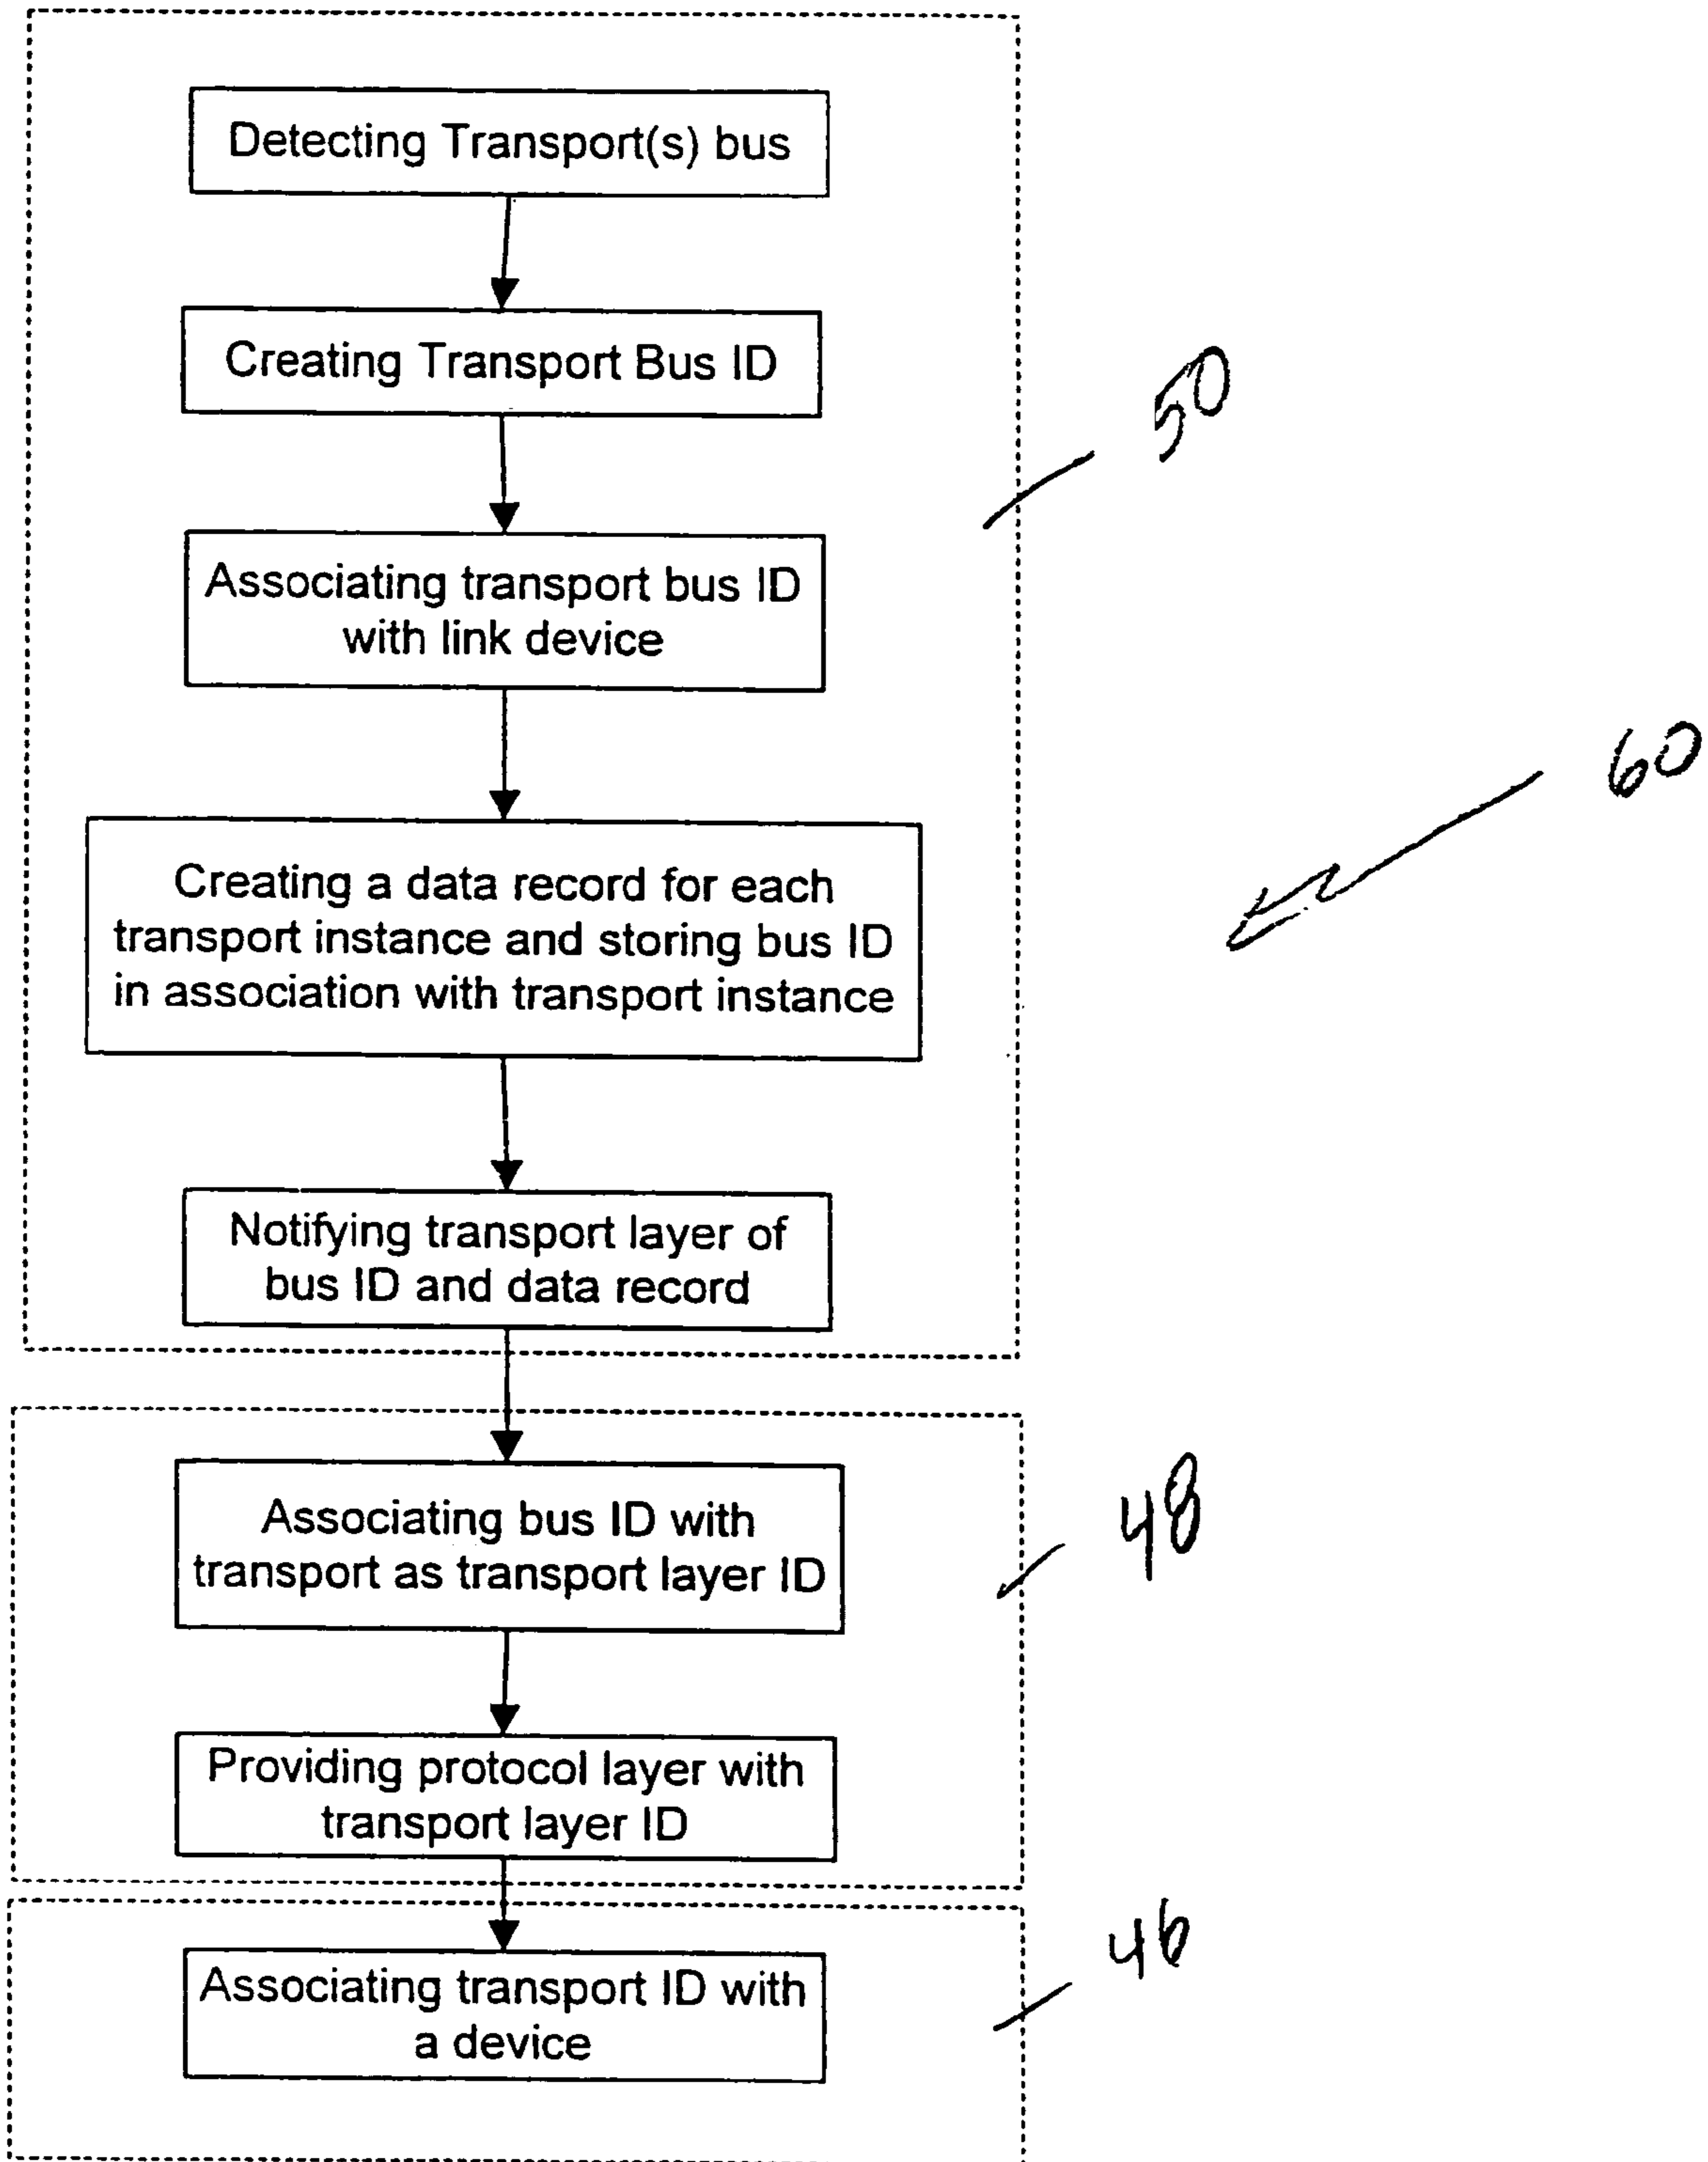 Detecting Transport(s) bus
Creating Transport Bus ID
50
Associating transport bus ID
with link device
60
Creating a data record for each
transport instance and storing bus ID
in association with transport instance
Notifying transport layer of
bus ID and data record
Associating bus ID with
transport as transport layer ID
48
Providing protocol layer with
transport layer ID
46
Associating transport ID with
a device